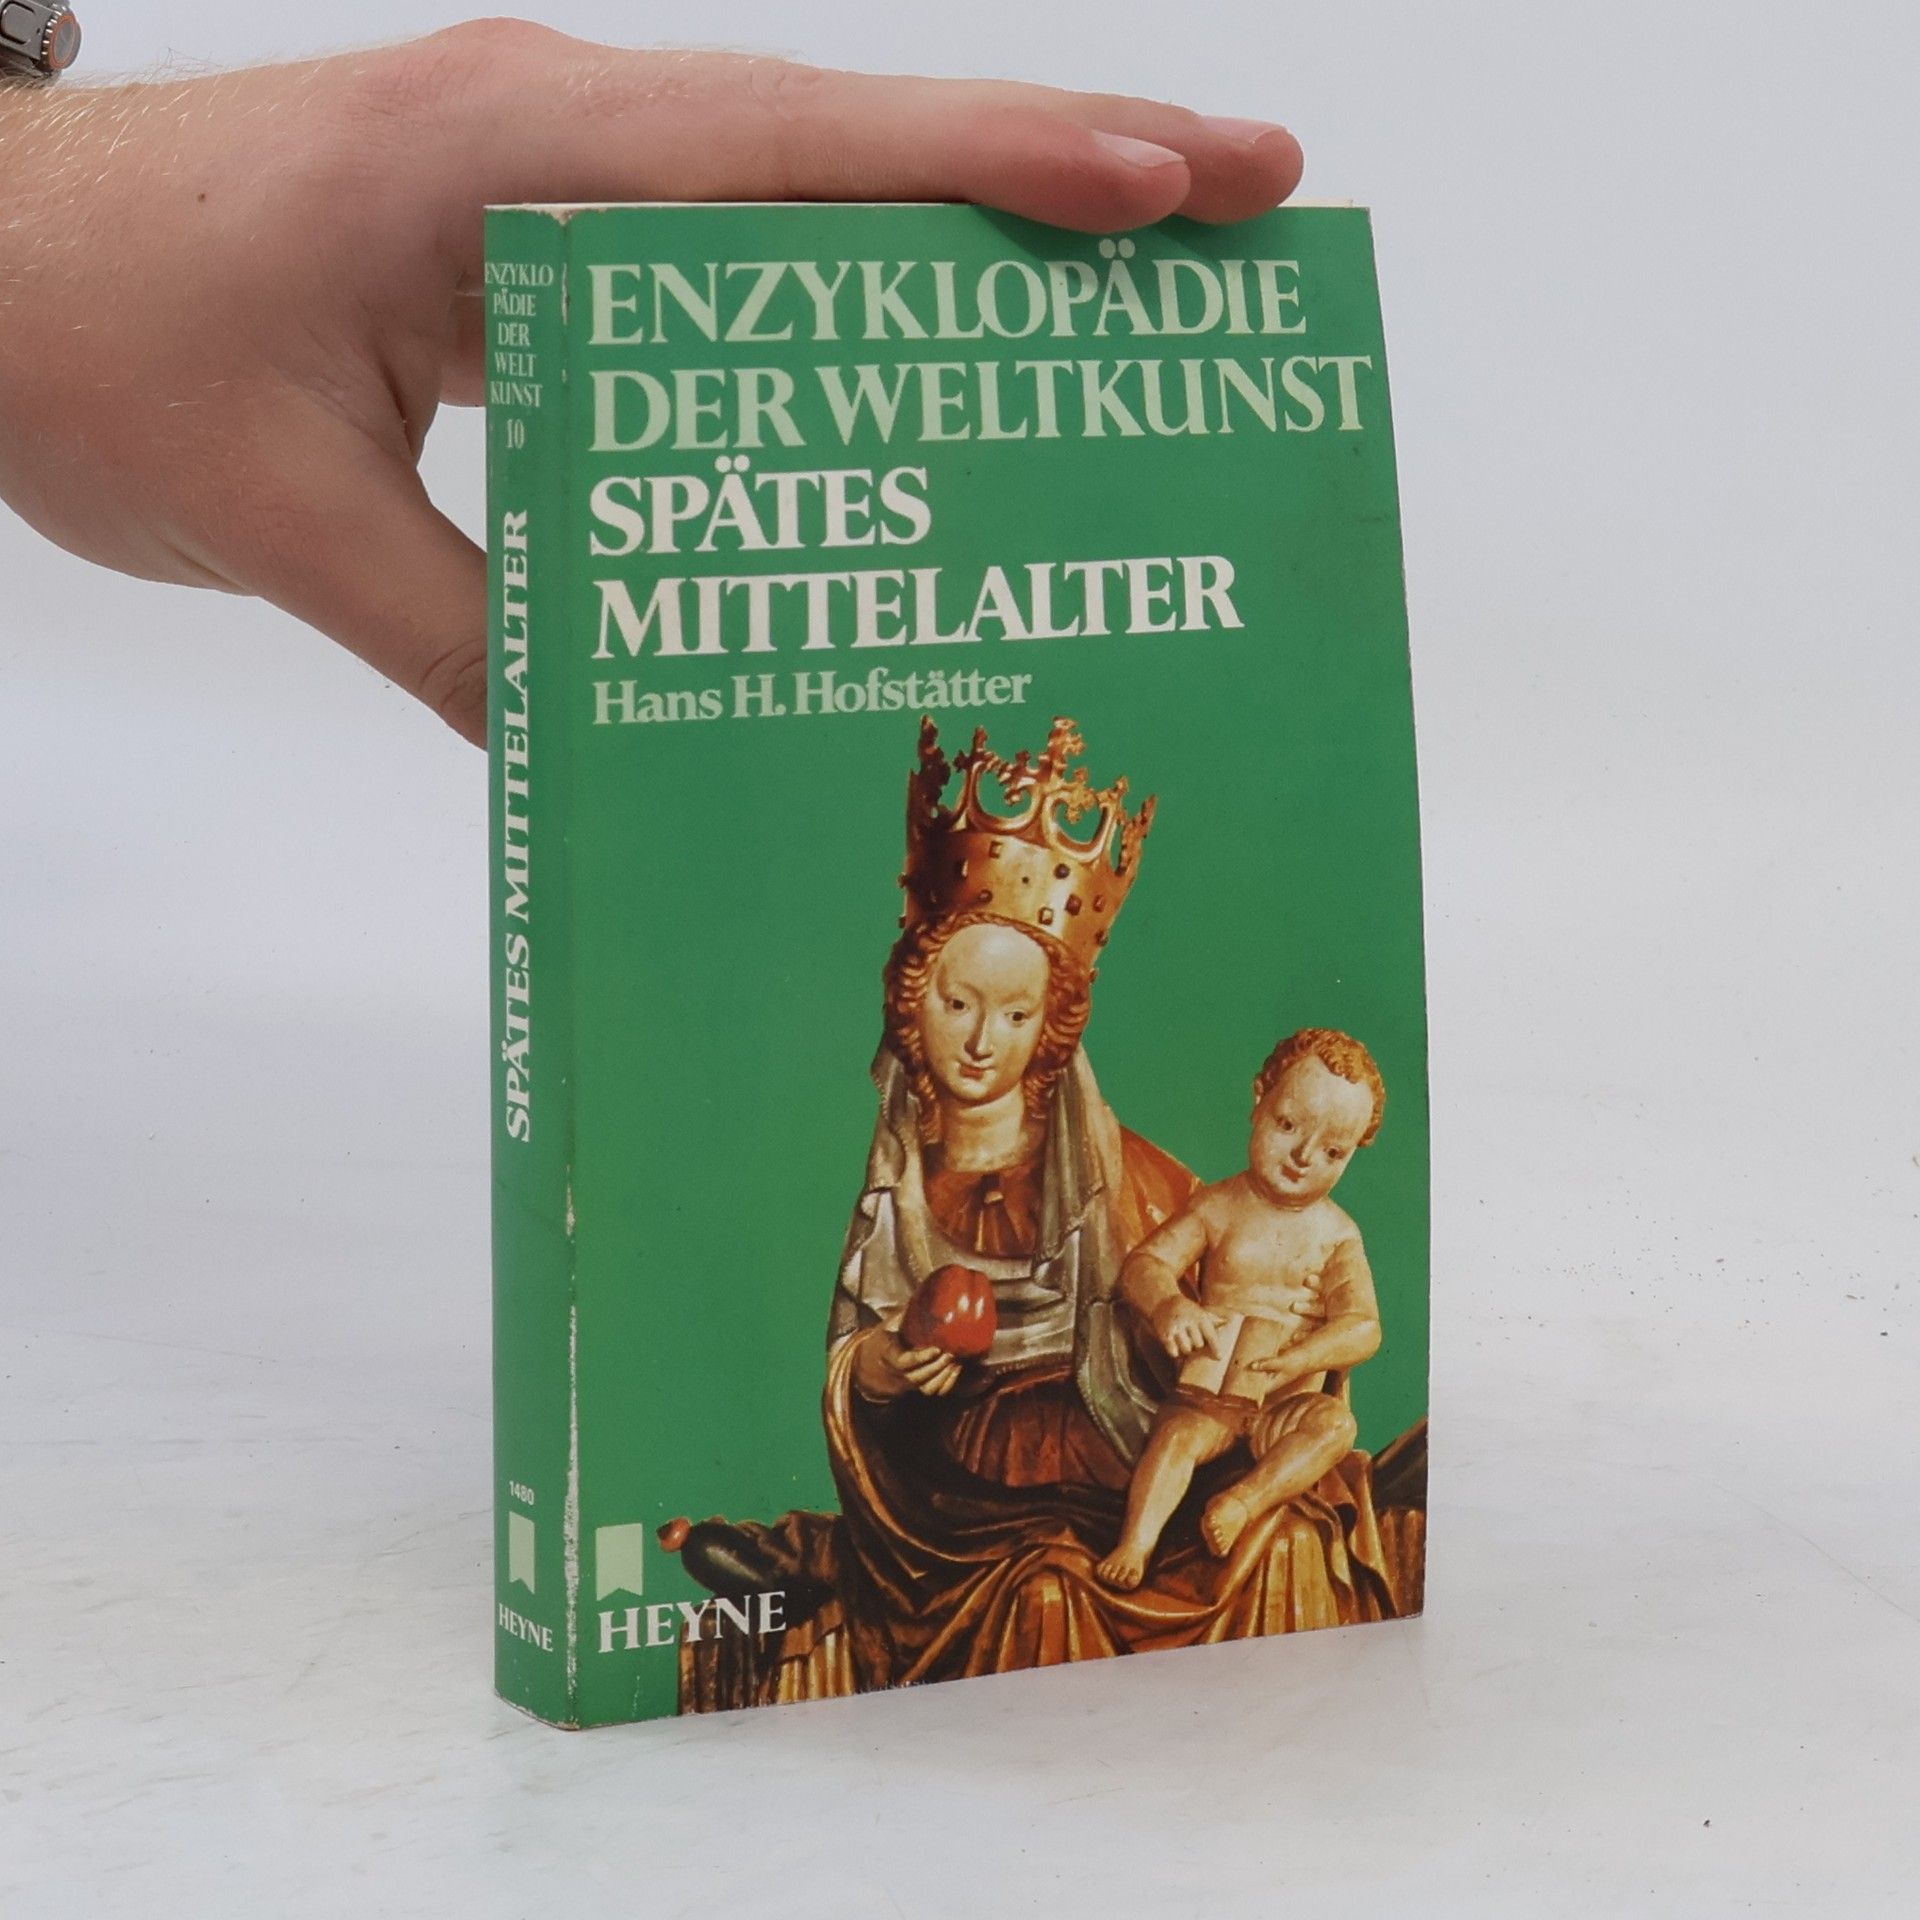 ENZYKLO
PÄDIE
DER
WELT
KUNST
10
SPÄTES MITTELALTER
1480
HEYNE
ENZYKLOPÄDIE
DER WELTKUNST
SPÄTES
MITTELALTER
Hans H. Hofstätter
HEYNE